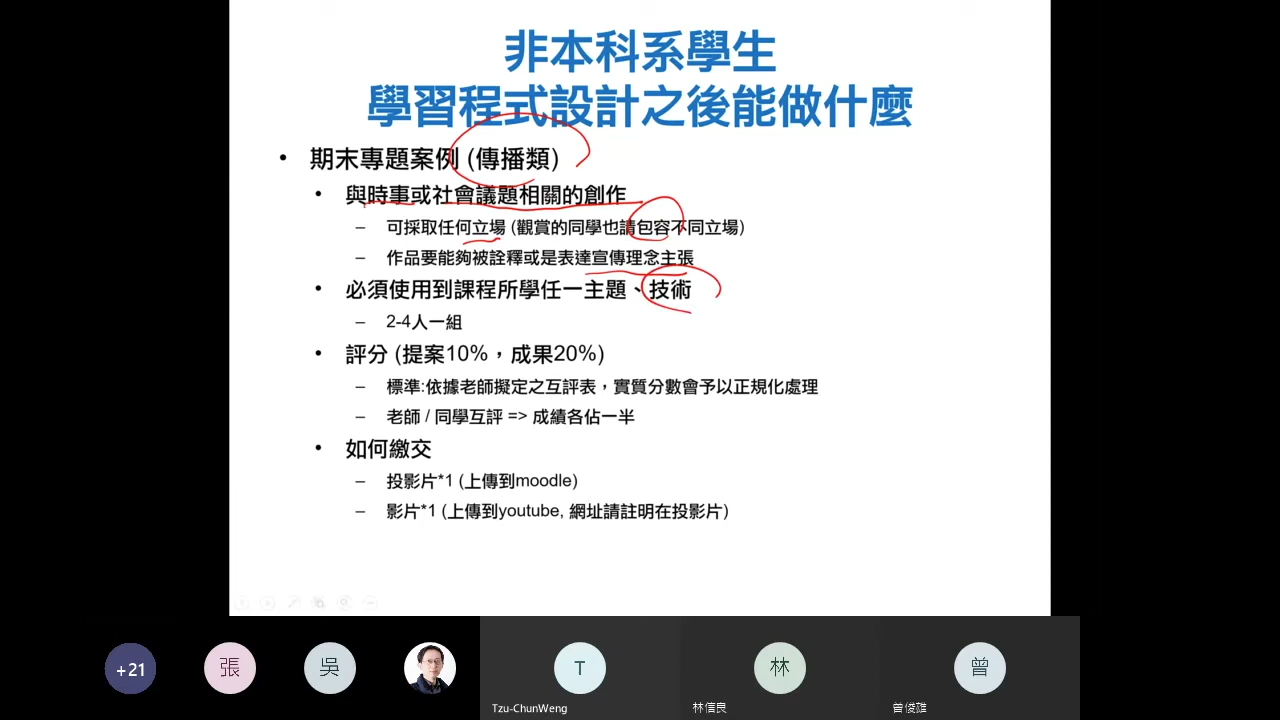 非本科系學生
學習程式設計之後能做什麼
• 期末專題案例 (傳播類)
• 與時事或社會議題相關的創作
– 可採取任何立場 (觀賞的同學也請包容不同立場)
– 作品要能夠被詮釋或是表達宣傳理念主張
• 必須使用到課程所學任一主題、技術
– 2-4人一組
• 評分 (提案10%，成果20%)
– 標準:依據老師擬定之互評表，實質分數會予以正規化處理
– 老師 / 同學互評 => 成績各佔一半
• 如何繳交
– 投影片*1 (上傳到moodle)
– 影片*1 (上傳到youtube, 網址請註明在投影片)
+21 張 吳 T 林 曾
Tzu-ChunWeng 林信良 曾俊雄